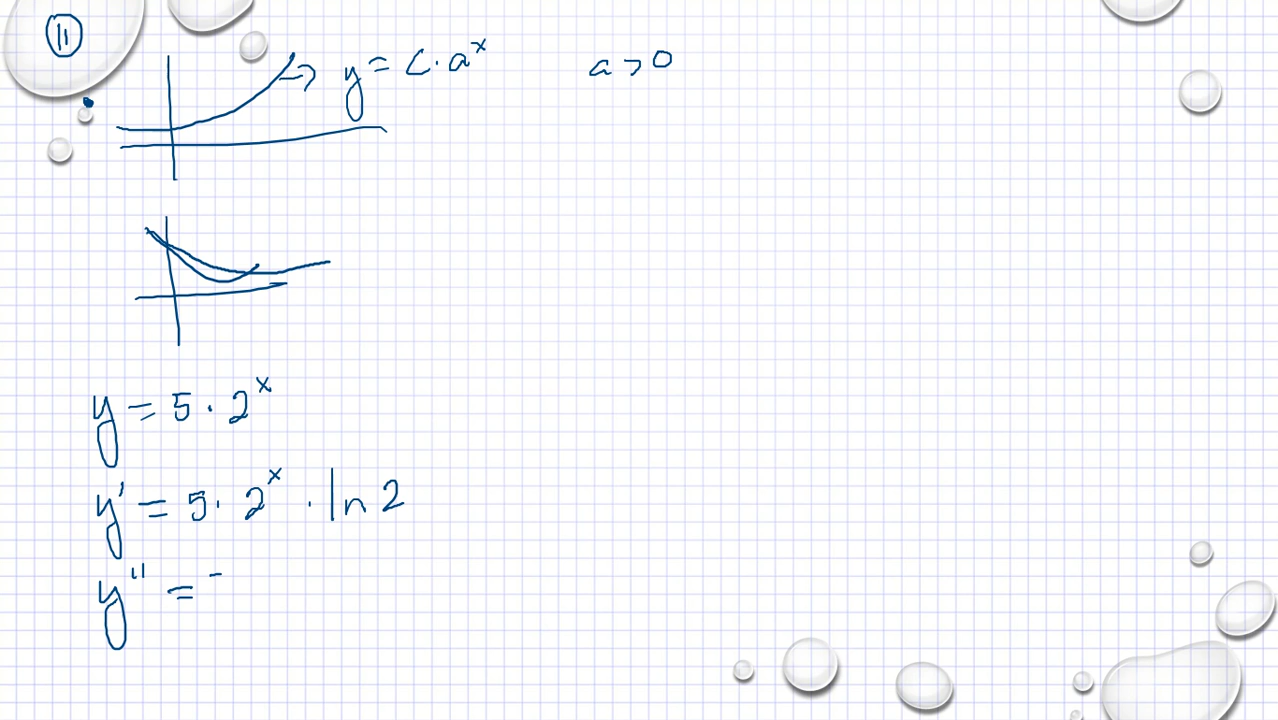 11
y = C · a^x a > 0
y = 5 · 2^x
y' = 5 · 2^x · ln 2
y'' =